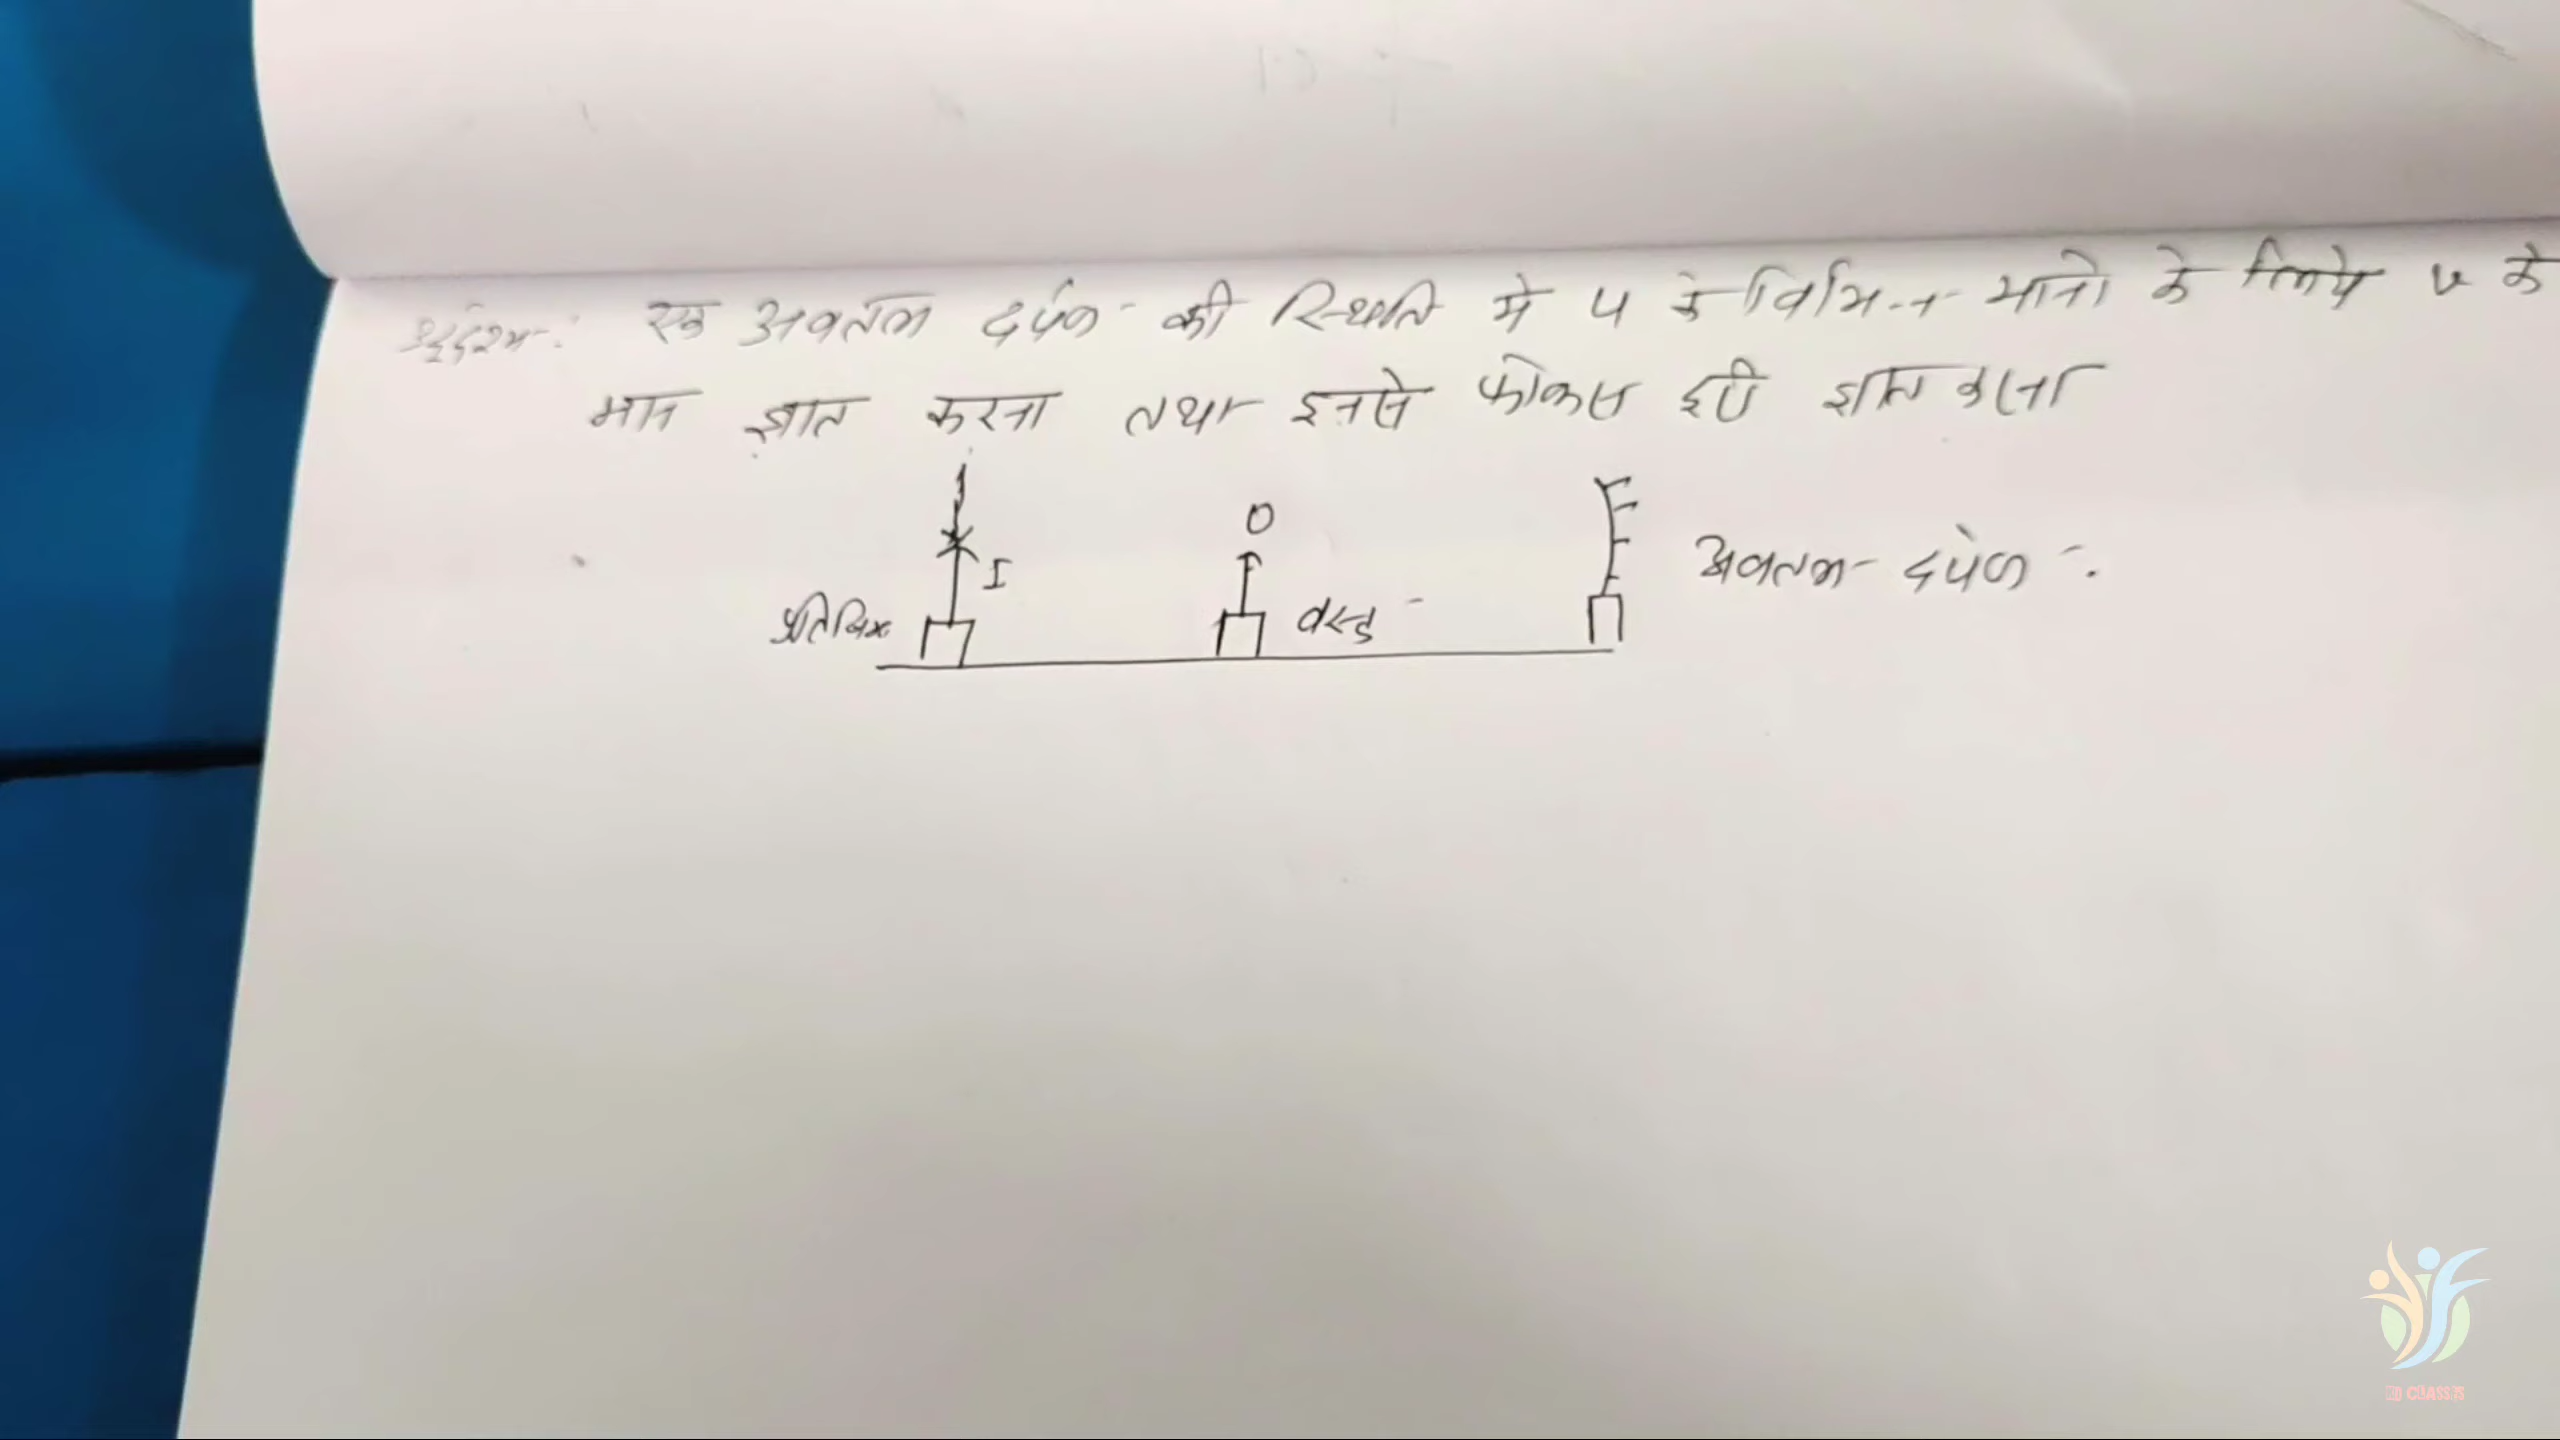 उद्देश्य-: एक अवतल दर्पण की स्थिति मे u के विभिन्न मानो के लिये v के
मान ज्ञात करना तथा इनसे फोकस दूरी ज्ञात करना
O
I
अवतल दर्पण -.
प्रतिबिम्ब
वस्तु